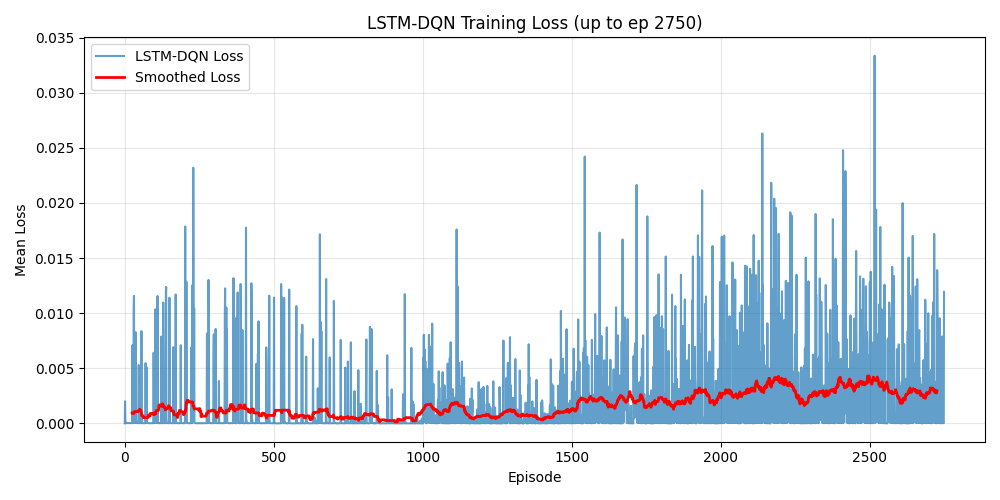 LSTM-DQN Training Loss (up to ep 2750)
LSTM-DQN Loss
Smoothed Loss
Mean Loss
0.035
0.030
0.025
0.020
0.015
0.010
0.005
0.000
0 500 1000 1500 2000 2500
Episode